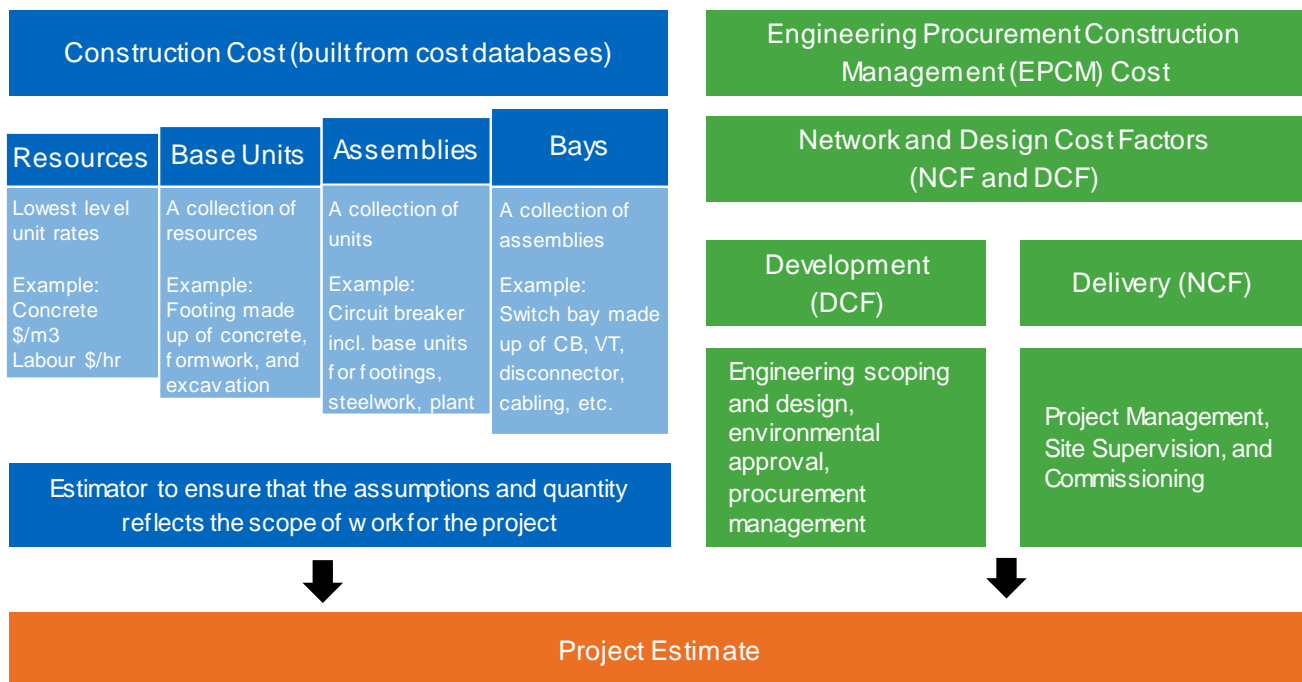 Construction Cost (built from cost databases)
Resources
Lowest level
unit rates
Example:
Concrete
$/m3
Labour $/hr
Base Units
A collection of
resources
Example:
Footing made
up of concrete,
formwork, and
excavation
Assemblies
A collection of
units
Example:
Circuit breaker
incl. base units
for footings,
steelwork, plant
Bays
A collection of
assemblies
Example:
Switch bay made
up of CB, VT,
disconnector,
cabling, etc.
Estimator to ensure that the assumptions and quantity
reflects the scope of work for the project
Engineering Procurement Construction
Management (EPCM) Cost
Network and Design Cost Factors
(NCF and DCF)
Development
(DCF)
Engineering scoping
and design,
environmental
approval,
procurement
management
Delivery (NCF)
Project Management,
Site Supervision, and
Commissioning
Project Estimate